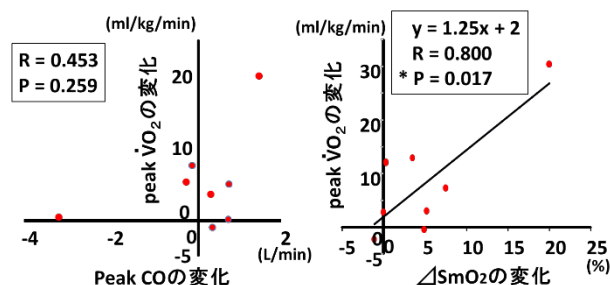 (ml/kg/min)
R = 0.453
P = 0.259
peak V̇O₂の変化
20
10
0
-5
-4
-2
0
2
(L/min)
Peak COの変化
(ml/kg/min)
y = 1.25x + 2
R = 0.800
* P = 0.017
peak V̇O₂の変化
30
20
10
0
-5
-5
0
5
10
15
20
25
(%)
⊿SmO₂の変化